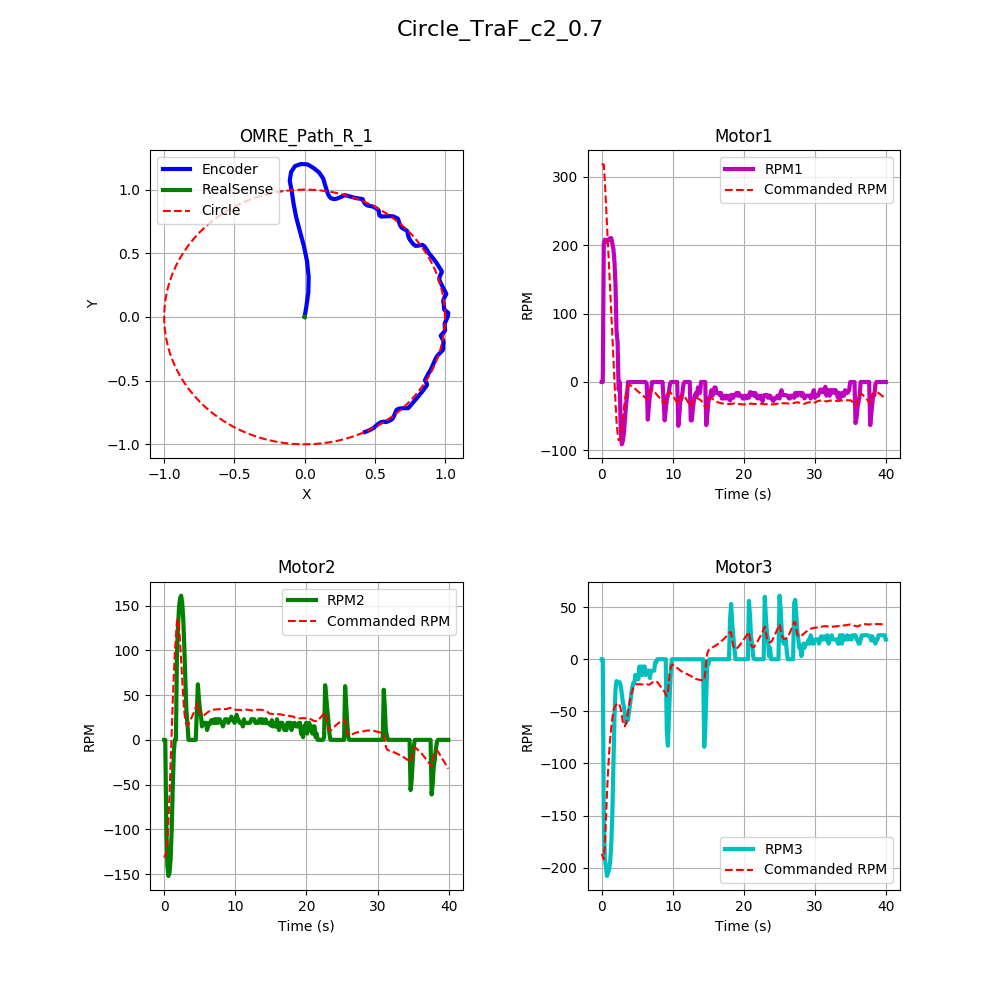 Circle_TraF_c2_0.7
OMRE_Path_R_1
Encoder
RealSense
Circle
1.0
0.5
0.0
−0.5
−1.0
Y
−1.0 −0.5 0.0 0.5 1.0
X
Motor1
RPM1
Commanded RPM
300
200
100
0
−100
RPM
0 10 20 30 40
Time (s)
Motor2
RPM2
Commanded RPM
150
100
50
0
−50
−100
−150
RPM
0 10 20 30 40
Time (s)
Motor3
50
0
−50
−100
−150
−200
RPM
RPM3
Commanded RPM
0 10 20 30 40
Time (s)